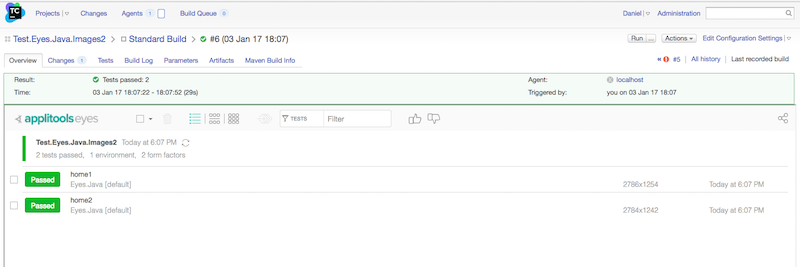 TC
Projects Changes Agents 1 Build Queue 0 Daniel Administration
Test.Eyes.Java.Images2 Standard Build #6 (03 Jan 17 18:07) Run ... Actions Edit Configuration Settings
Overview Changes 1 Tests Build Log Parameters Artifacts Maven Build Info « #5 All history Last recorded build
Result: Tests passed: 2 Agent: localhost
Time: 03 Jan 17 18:07:22 - 18:07:52 (29s) Triggered by: you on 03 Jan 17 18:07
applitools eyes TESTS Filter
Test.Eyes.Java.Images2 Today at 6:07 PM
2 tests passed, 1 environment, 2 form factors
Passed home1
Eyes.Java [default] 2786x1254 Today at 6:07 PM
Passed home2
Eyes.Java [default] 2784x1242 Today at 6:07 PM